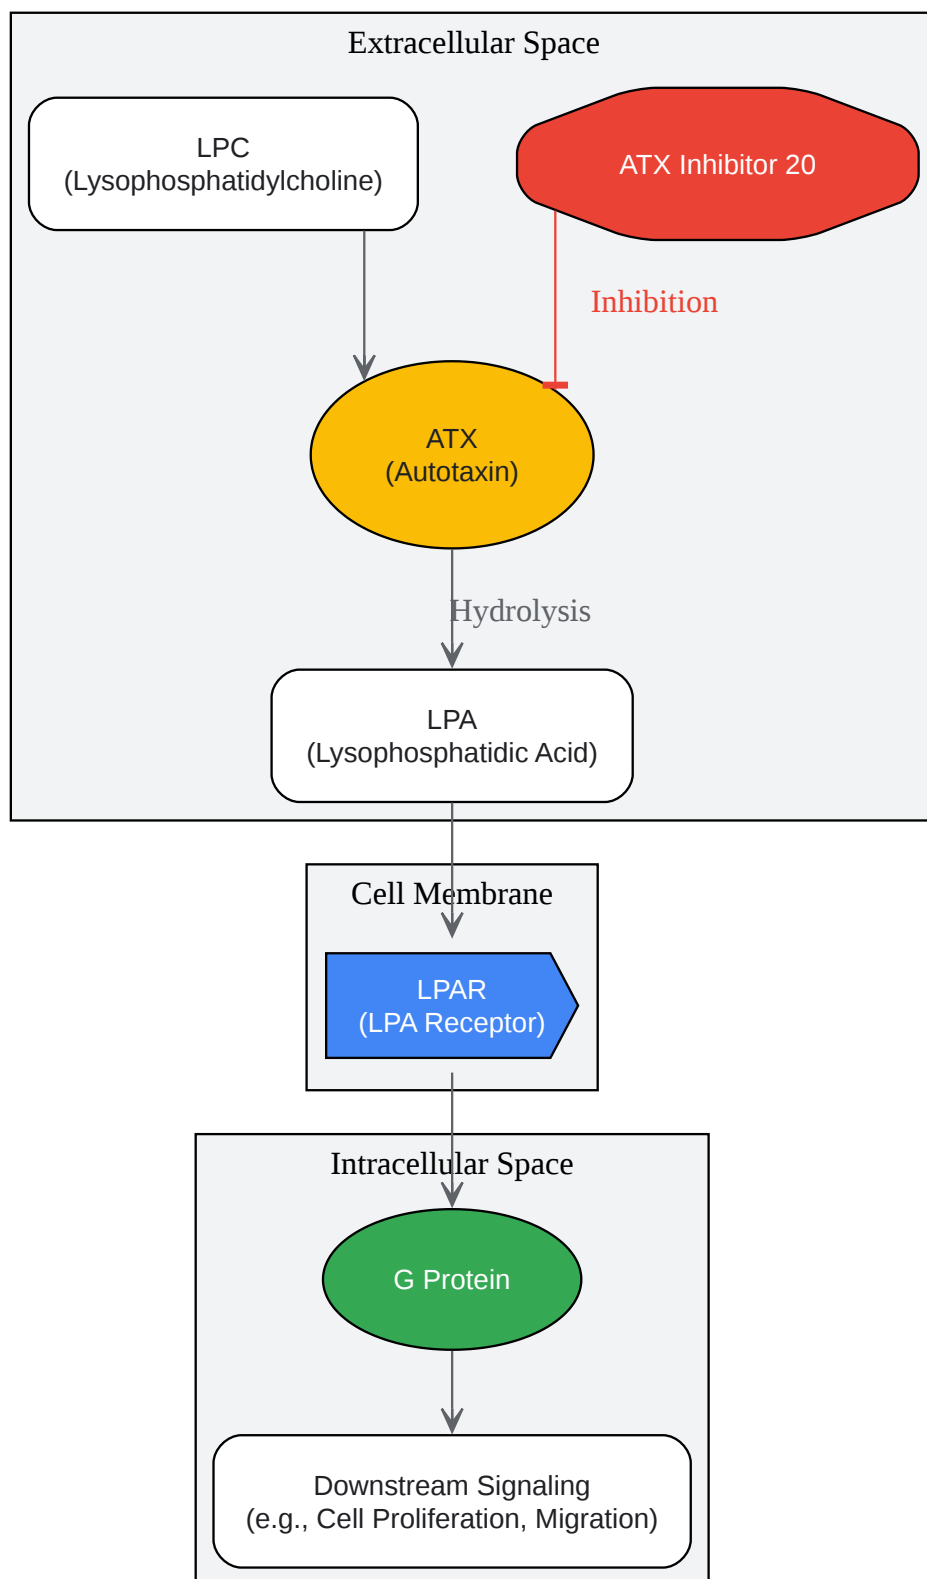 Extracellular Space
LPC
(Lysophosphatidylcholine)
ATX Inhibitor 20
Inhibition
ATX
(Autotaxin)
Hydrolysis
LPA
(Lysophosphatidic Acid)
Cell Membrane
LPAR
(LPA Receptor)
Intracellular Space
G Protein
Downstream Signaling
(e.g., Cell Proliferation, Migration)